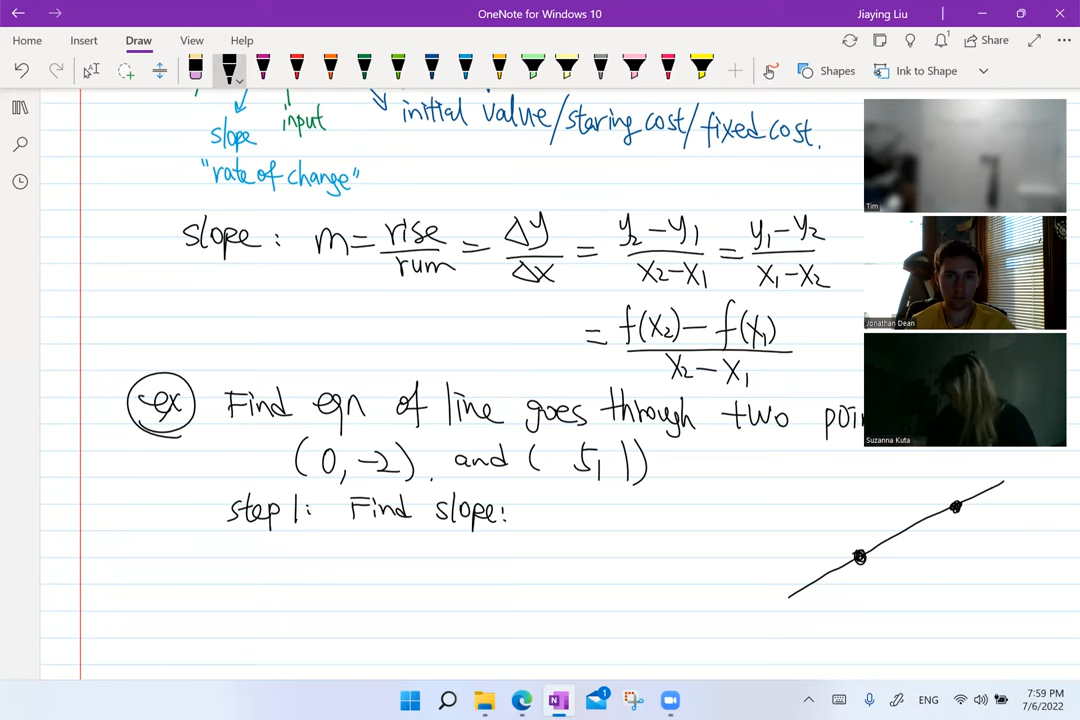 OneNote for Windows 10
Jiaying Liu
Home Insert Draw View Help
Share
Shapes
Ink to Shape
initial value/staring cost/fixed cost.
slope
input
"rate of change"
slope : m = rise/rum = Δy/Δx = y₂-y₁/x₂-x₁ = y₁-y₂/x₁-x₂
= f(x₂)-f(x₁)/x₂-x₁
ex Find eqn of line goes through two poin
(0, -2), and ( 5, 1)
step 1: Find slope:
Tim
Jonathan Dean
Suzanna Kuta
1
ENG
7:59 PM
7/6/2022